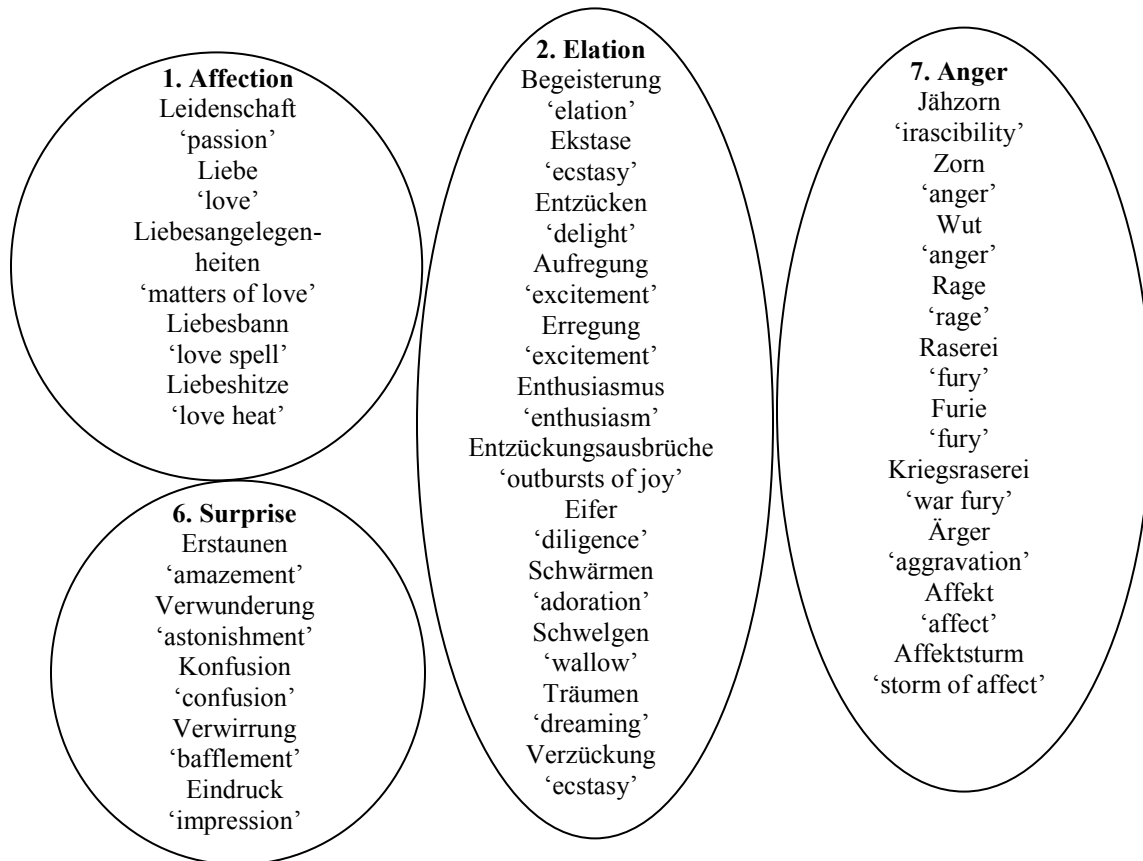 1. Affection
Leidenschaft
‘passion’
Liebe
‘love’
Liebesangelegen-
heiten
‘matters of love’
Liebesbann
‘love spell’
Liebeshitze
‘love heat’
6. Surprise
Erstaunen
‘amazement’
Verwunderung
‘astonishment’
Konfusion
‘confusion’
Verwirrung
‘bafflement’
Eindruck
‘impression’
2. Elation
Begeisterung
‘elation’
Ekstase
‘ecstasy’
Entzücken
‘delight’
Aufregung
‘excitement’
Erregung
‘excitement’
Enthusiasmus
‘enthusiasm’
Entzückungsausbrüche
‘outbursts of joy’
Eifer
‘diligence’
Schwärmen
‘adoration’
Schwelgen
‘wallow’
Träumen
‘dreaming’
Verzückung
‘ecstasy’
7. Anger
Jähzorn
‘irascibility’
Zorn
‘anger’
Wut
‘anger’
Rage
‘rage’
Raserei
‘fury’
Furie
‘fury’
Kriegsraserei
‘war fury’
Ärger
‘aggravation’
Affekt
‘affect’
Affektsturm
‘storm of affect’